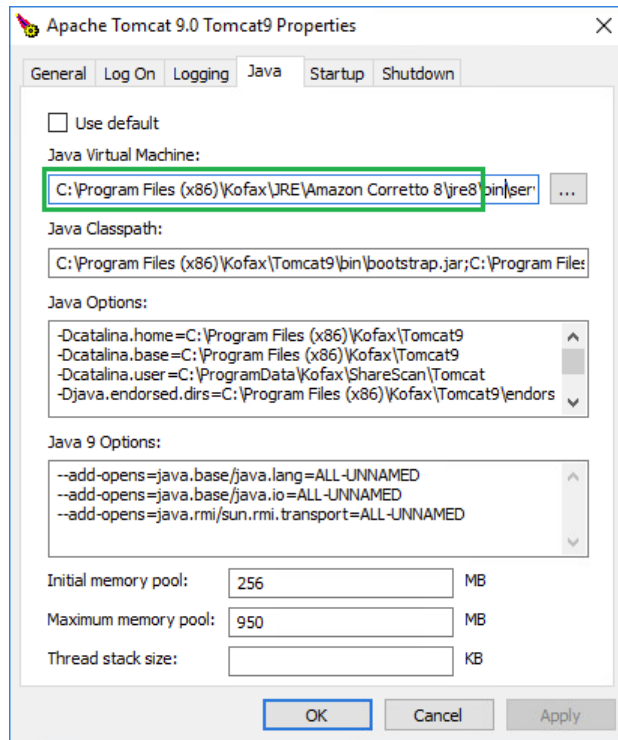 Apache Tomcat 9.0 Tomcat9 Properties
General Log On Logging Java Startup Shutdown
Use default
Java Virtual Machine:
C:\Program Files (x86)\Kofax\JRE\Amazon Corretto 8\jre8\bin\ser
...
Java Classpath:
C:\Program Files (x86)\Kofax\Tomcat9\bin\bootstrap.jar;C:\Program Files
Java Options:
-Dcatalina.home=C:\Program Files (x86)\Kofax\Tomcat9
-Dcatalina.base=C:\Program Files (x86)\Kofax\Tomcat9
-Dcatalina.user=C:\ProgramData\Kofax\ShareScan\Tomcat
-Djava.endorsed.dirs=C:\Program Files (x86)\Kofax\Tomcat9\endors
Java 9 Options:
--add-opens=java.base/java.lang=ALL-UNNAMED
--add-opens=java.base/java.io=ALL-UNNAMED
--add-opens=java.rmi/sun.rmi.transport=ALL-UNNAMED
Initial memory pool: 256 MB
Maximum memory pool: 950 MB
Thread stack size: KB
OK Cancel Apply